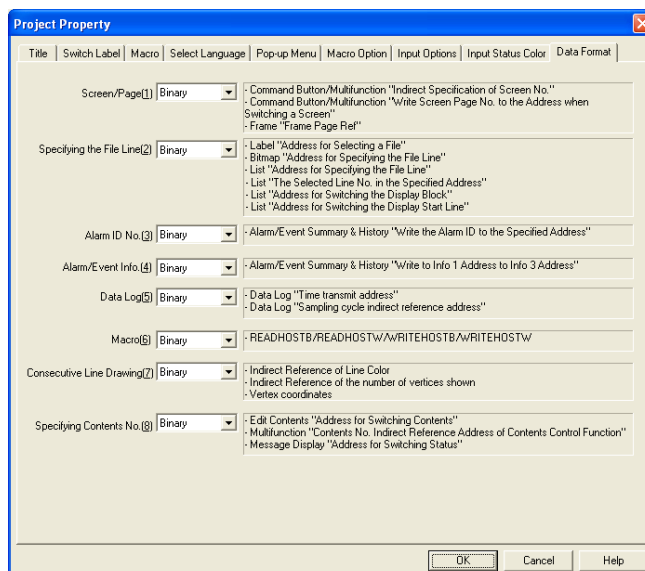 Project Property
Title Switch Label Macro Select Language Pop-up Menu Macro Option Input Options Input Status Color Data Format
Screen/Page(1) Binary
- Command Button/Multifunction "Indirect Specification of Screen No."
- Command Button/Multifunction "Write Screen Page No. to the Address when
Switching a Screen"
- Frame "Frame Page Ref"
Specifying the File Line(2) Binary
- Label "Address for Selecting a File"
- Bitmap "Address for Specifying the File Line"
- List "Address for Specifying the File Line"
- List "The Selected Line No. in the Specified Address"
- List "Address for Switching the Display Block"
- List "Address for Switching the Display Start Line"
Alarm ID No.(3) Binary
- Alarm/Event Summary & History "Write the Alarm ID to the Specified Address"
Alarm/Event Info.(4) Binary
- Alarm/Event Summary & History "Write to Info 1 Address to Info 3 Address"
Data Log(5) Binary
- Data Log "Time transmit address"
- Data Log "Sampling cycle indirect reference address"
Macro(6) Binary
- READHOSTB/READHOSTW/WRITEHOSTB/WRITEHOSTW
Consecutive Line Drawing(7) Binary
- Indirect Reference of Line Color
- Indirect Reference of the number of vertices shown
- Vertex coordinates
Specifying Contents No.(8) Binary
- Edit Contents "Address for Switching Contents"
- Multifunction "Contents No. Indirect Reference Address of Contents Control Function"
- Message Display "Address for Switching Status"
OK Cancel Help